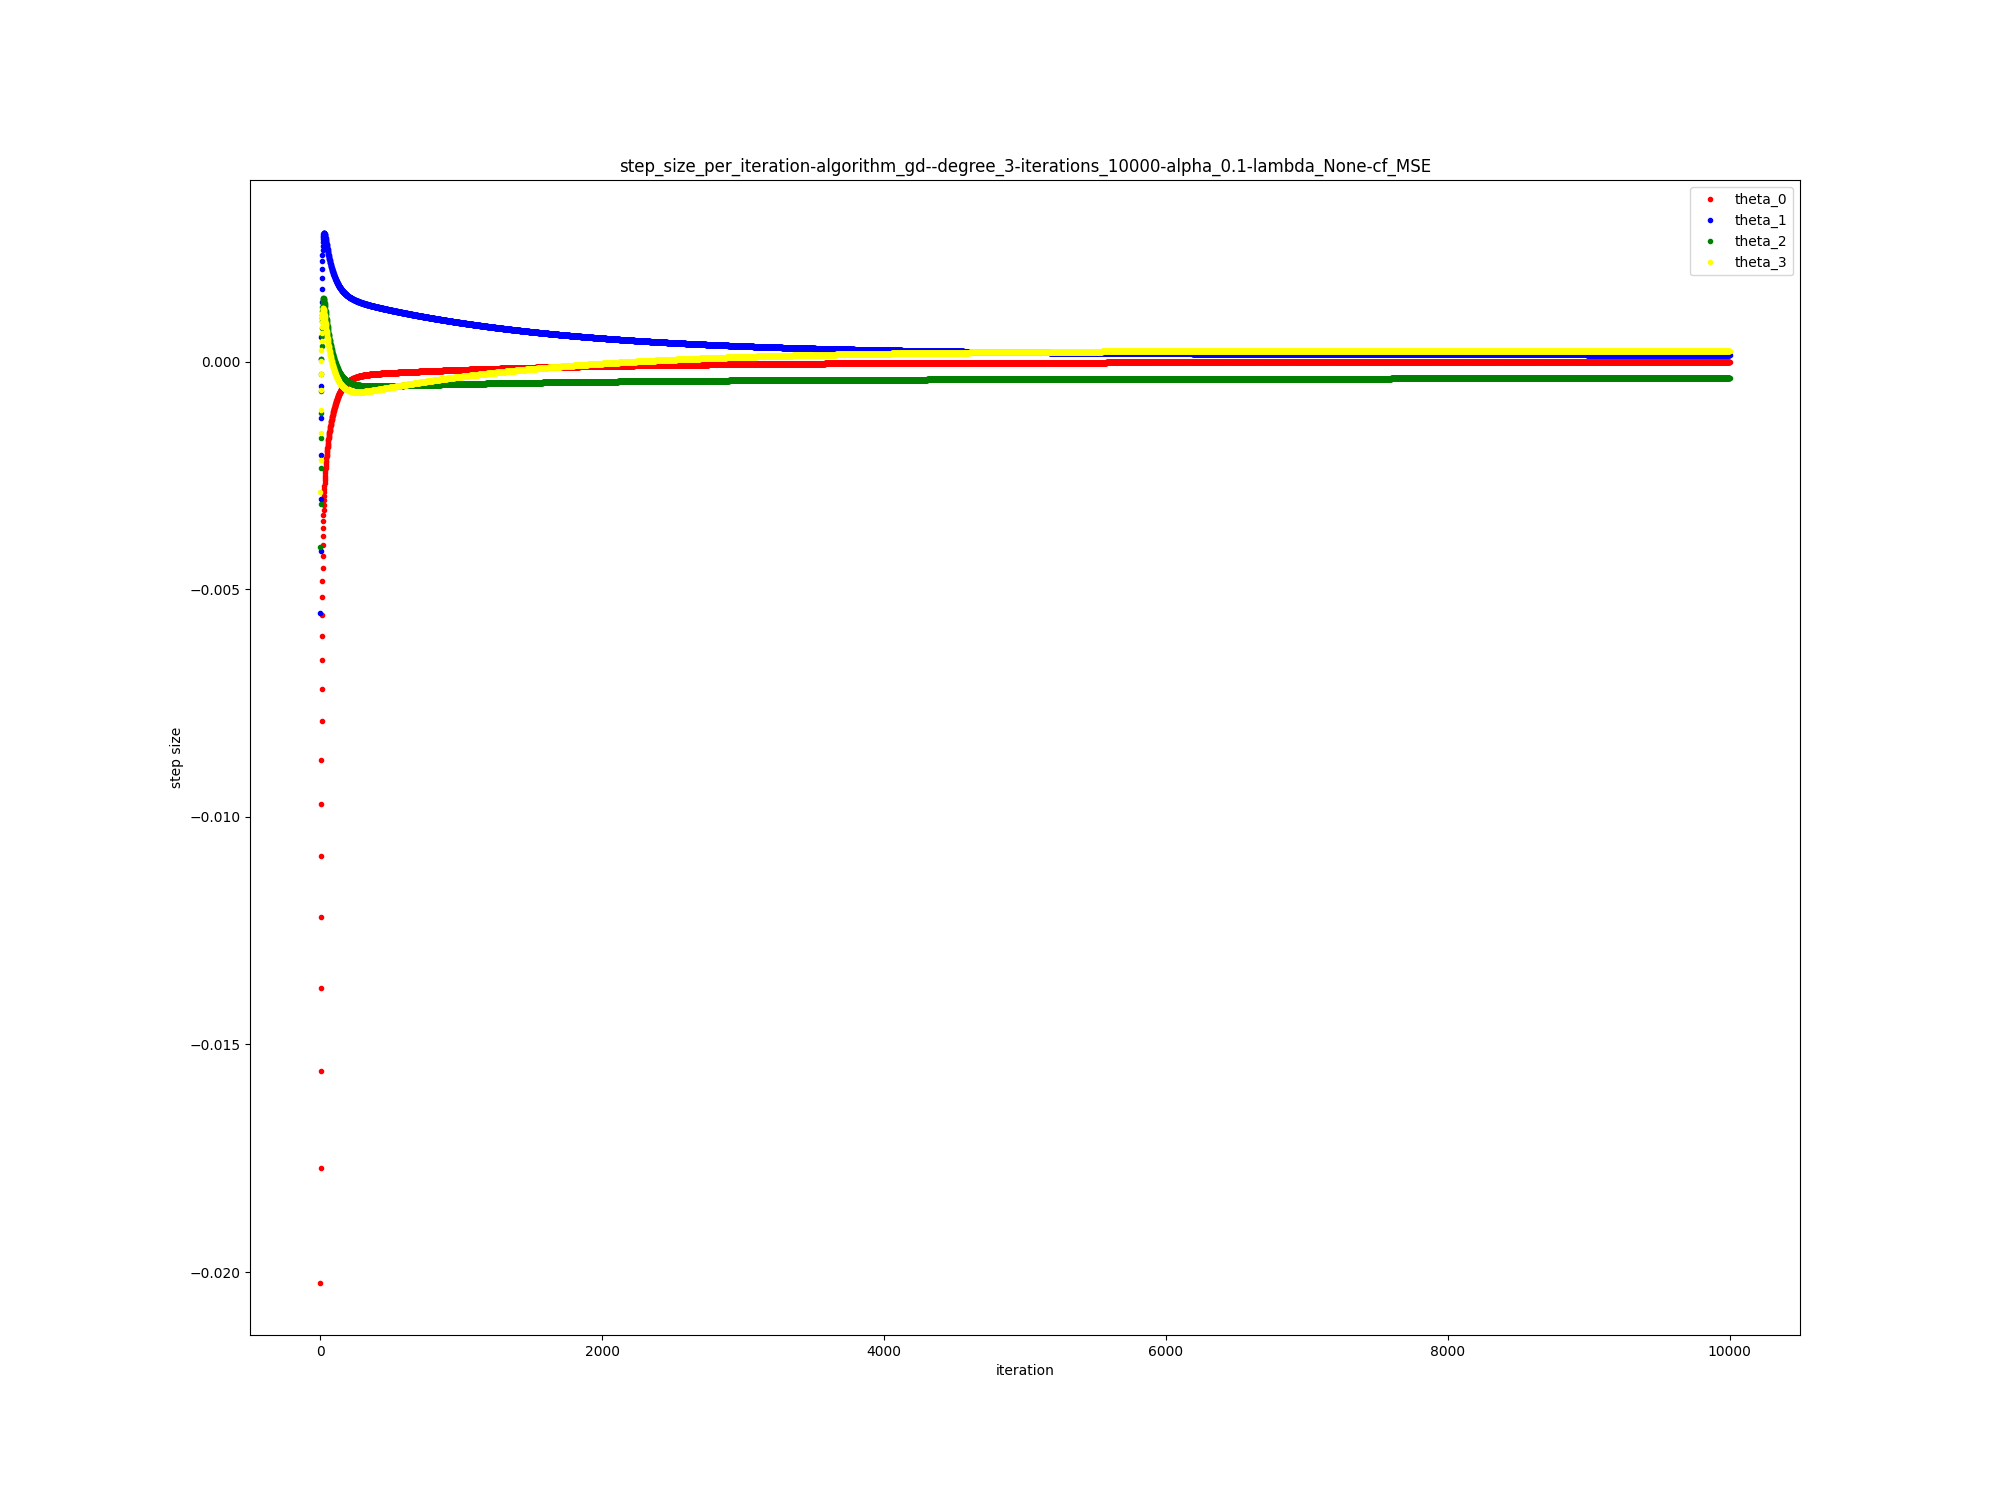 step_size_per_iteration-algorithm_gd--degree_3-iterations_10000-alpha_0.1-lambda_None-cf_MSE
theta_0
theta_1
theta_2
theta_3
0.000
−0.005
−0.010
−0.015
−0.020
step size
0 2000 4000 6000 8000 10000
iteration